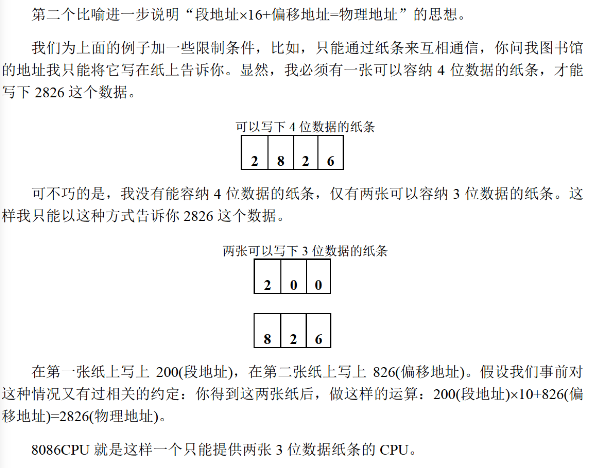 第二个比喻进一步说明“段地址×16+偏移地址=物理地址”的思想。
我们为上面的例子加一些限制条件，比如，只能通过纸条来互相通信，你问我图书馆
的地址我只能将它写在纸上告诉你。显然，我必须有一张可以容纳 4 位数据的纸条，才能
写下 2826 这个数据。
可以写下 4 位数据的纸条
2 8 2 6
可不巧的是，我没有能容纳 4 位数据的纸条，仅有两张可以容纳 3 位数据的纸条。这
样我只能以这种方式告诉你 2826 这个数据。
两张可以写下 3 位数据的纸条
2 0 0
8 2 6
在第一张纸上写上 200(段地址)，在第二张纸上写上 826(偏移地址)。假设我们事前对
这种情况又有过相关的约定：你得到这两张纸后，做这样的运算：200(段地址)×10+826(偏
移地址)=2826(物理地址)。
8086CPU 就是这样一个只能提供两张 3 位数据纸条的 CPU。